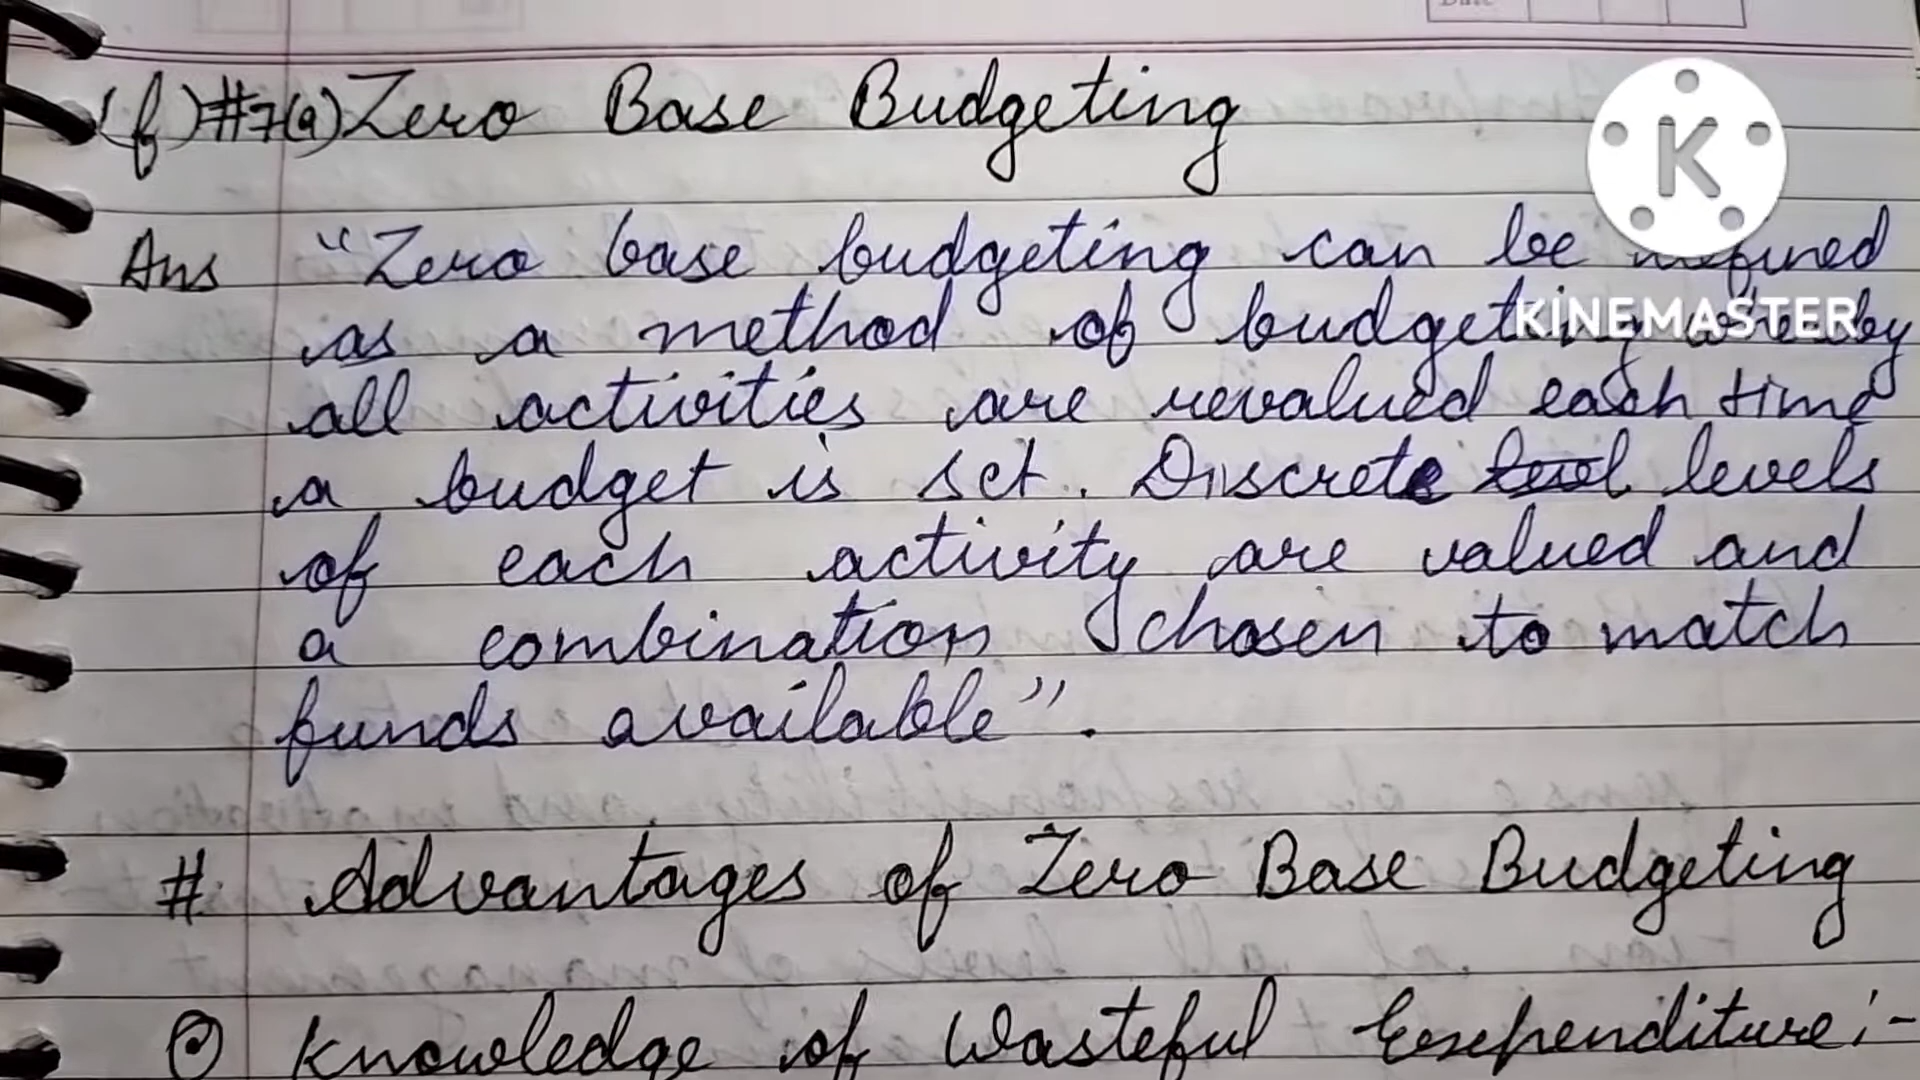 Date
(f) #7(a) Zero Base Budgeting
Ans "Zero base budgeting can be defined
as a method of budgeting whereby
all activities are revalued each time
a budget is set. Discrete level levels
of each activity are valued and
a combination chosen to match
funds available".
# Advantages of Zero Base Budgeting
Knowledge of Wasteful Expenditure:-
K
KINEMASTER